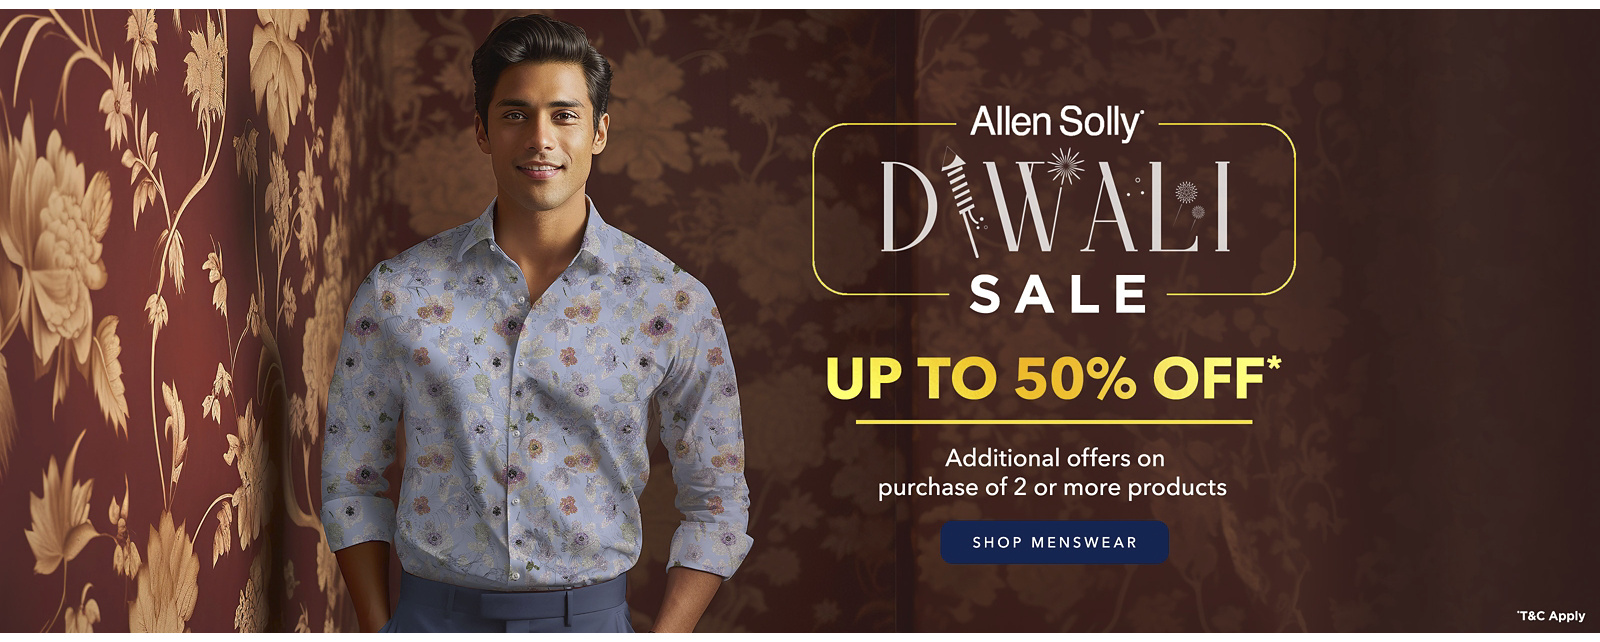 Allen Solly
DIWALI
SALE
UP TO 50% OFF*
Additional offers on
purchase of 2 or more products
SHOP MENSWEAR
*T&C Apply